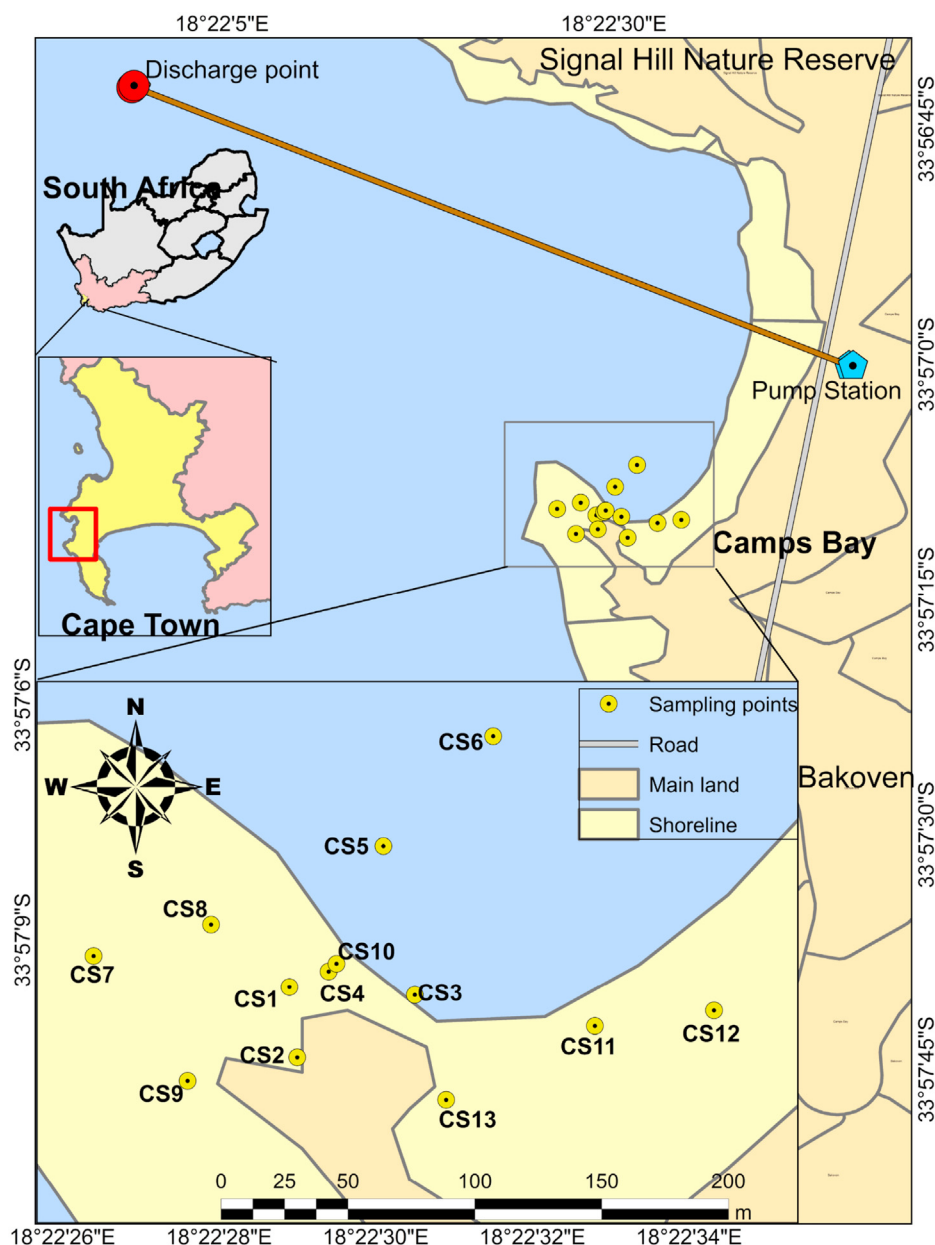 18°22'5"E
18°22'30"E
Signal Hill Nature Reserve
Discharge point
33°56'45"S
South Africa
33°57'0"S
Pump Station
Camps Bay
33°57'15"S
Cape Town
33°57'6"S
N
W
E
S
CS6
Sampling points
Road
Main land
Shoreline
Bakoven
33°57'30"S
CS5
CS8
33°57'9"S
CS10
CS7
CS1
CS4
CS3
CS12
CS11
CS2
CS9
CS13
33°57'45"S
0 25 50 100 150 200
m
18°22'26"E
18°22'28"E
18°22'30"E
18°22'32"E
18°22'34"E